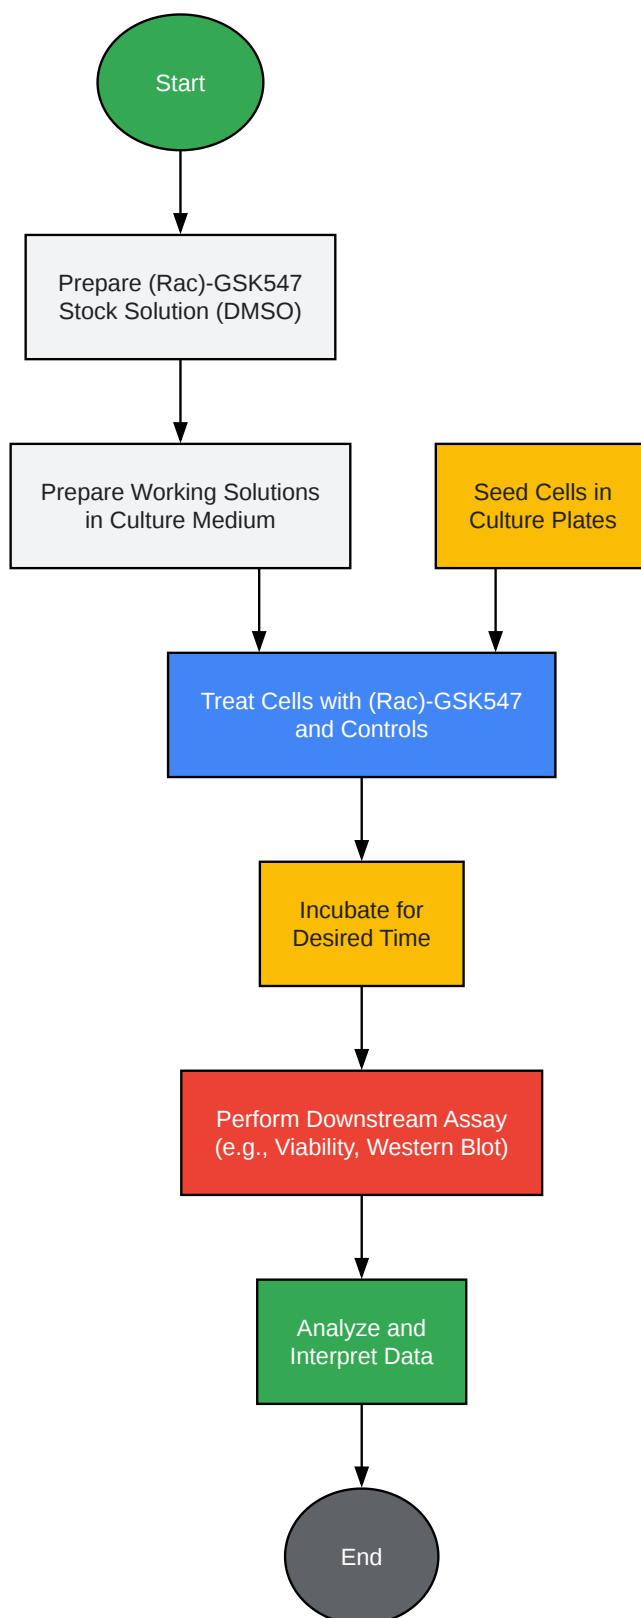 Start
Prepare (Rac)-GSK547
Stock Solution (DMSO)
Prepare Working Solutions
in Culture Medium
Seed Cells in
Culture Plates
Treat Cells with (Rac)-GSK547
and Controls
Incubate for
Desired Time
Perform Downstream Assay
(e.g., Viability, Western Blot)
Analyze and
Interpret Data
End